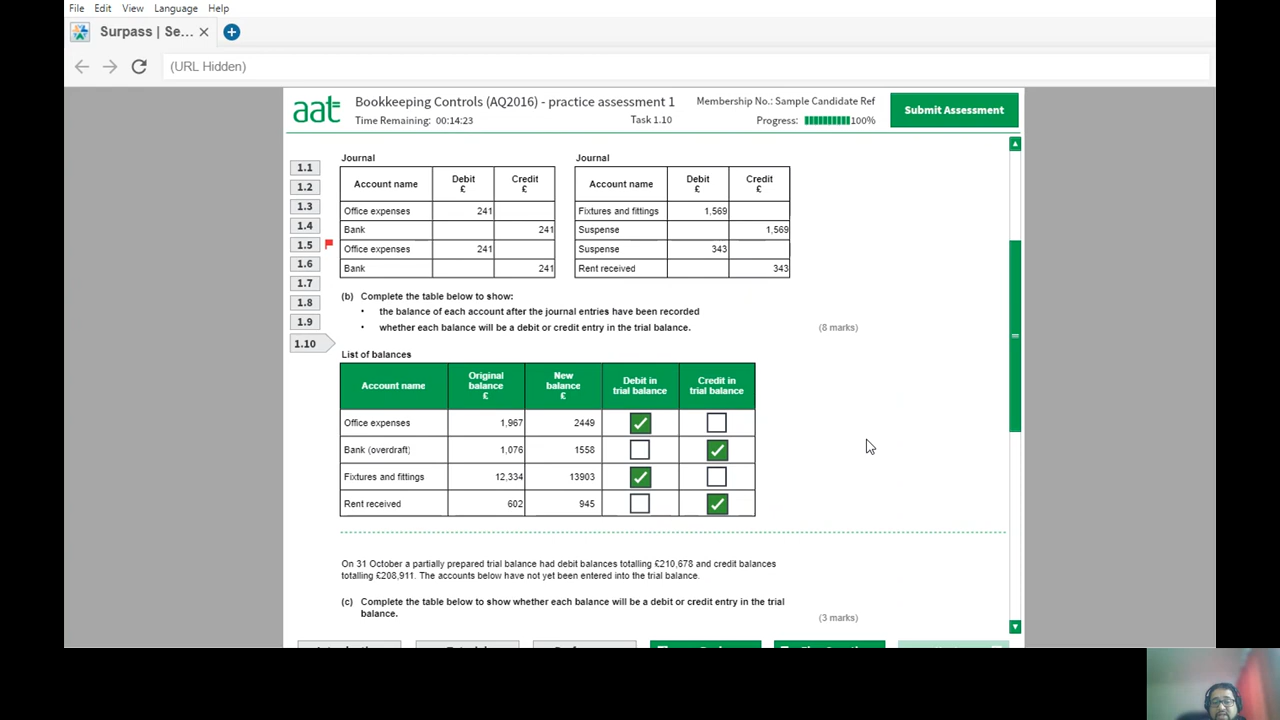 File Edit View Language Help
Surpass | Se...
(URL Hidden)
aat
Bookkeeping Controls (AQ2016) - practice assessment 1
Membership No.: Sample Candidate Ref
Submit Assessment
Time Remaining: 00:14:23
Task 1.10
Progress: 100%
1.1
1.2
1.3
1.4
1.5
1.6
1.7
1.8
1.9
1.10
Journal
Account name Debit £ Credit £
Office expenses 241
Bank 241
Office expenses 241
Bank 241
Journal
Account name Debit £ Credit £
Fixtures and fittings 1,569
Suspense 1,569
Suspense 343
Rent received 343
(b) Complete the table below to show:
• the balance of each account after the journal entries have been recorded
• whether each balance will be a debit or credit entry in the trial balance.
(8 marks)
List of balances
Account name Original balance £ New balance £ Debit in trial balance Credit in trial balance
Office expenses 1,967 2449
Bank (overdraft) 1,076 1558
Fixtures and fittings 12,334 13903
Rent received 602 945
On 31 October a partially prepared trial balance had debit balances totalling £210,678 and credit balances
totalling £208,911. The accounts below have not yet been entered into the trial balance.
(c) Complete the table below to show whether each balance will be a debit or credit entry in the trial
balance.
(3 marks)